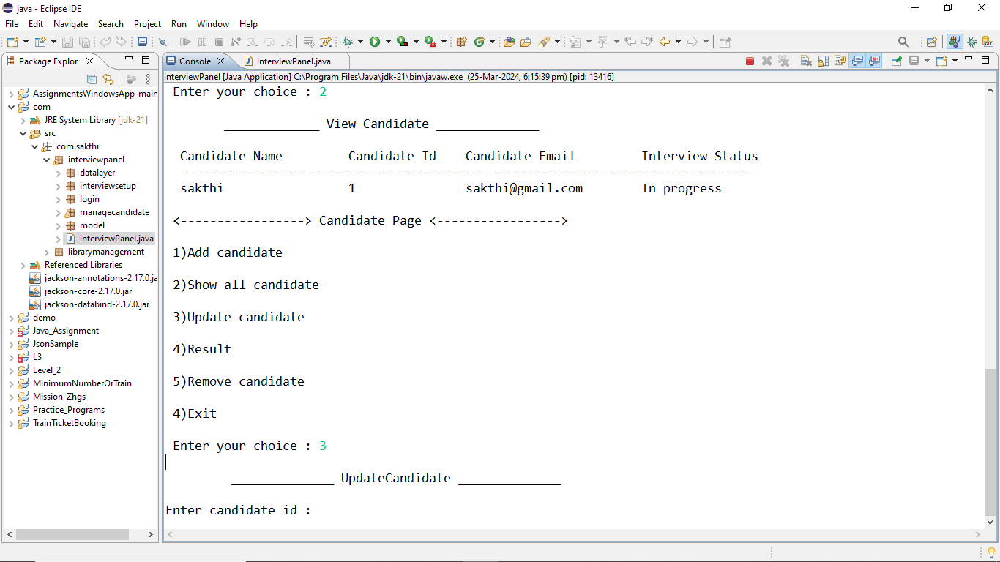 java - Eclipse IDE
File Edit Navigate Search Project Run Window Help
Package Explor
Console
InterviewPanel.java
InterviewPanel [Java Application] C:\Program Files\Java\jdk-21\bin\javaw.exe (25-Mar-2024, 6:15:39 pm) [pid: 13416]
AssignmentsWindowsApp-main
com
JRE System Library [jdk-21]
src
com.sakthi
interviewpanel
datalayer
interviewsetup
login
managecandidate
model
InterviewPanel.java
librarymanagement
Referenced Libraries
jackson-annotations-2.17.0.ja
jackson-core-2.17.0.jar
jackson-databind-2.17.0.jar
demo
Java_Assignment
JsonSample
L3
Level_2
MinimumNumberOrTrain
Mission-Zhgs
Practice_Programs
TrainTicketBooking
Enter your choice : 2
_____________ View Candidate ______________
Candidate Name Candidate Id Candidate Email Interview Status
------------------------------------------------------------------------------
sakthi 1 sakthi@gmail.com In progress
<-----------------> Candidate Page <----------------->
1)Add candidate
2)Show all candidate
3)Update candidate
4)Result
5)Remove candidate
4)Exit
Enter your choice : 3
______________ UpdateCandidate ______________
Enter candidate id :